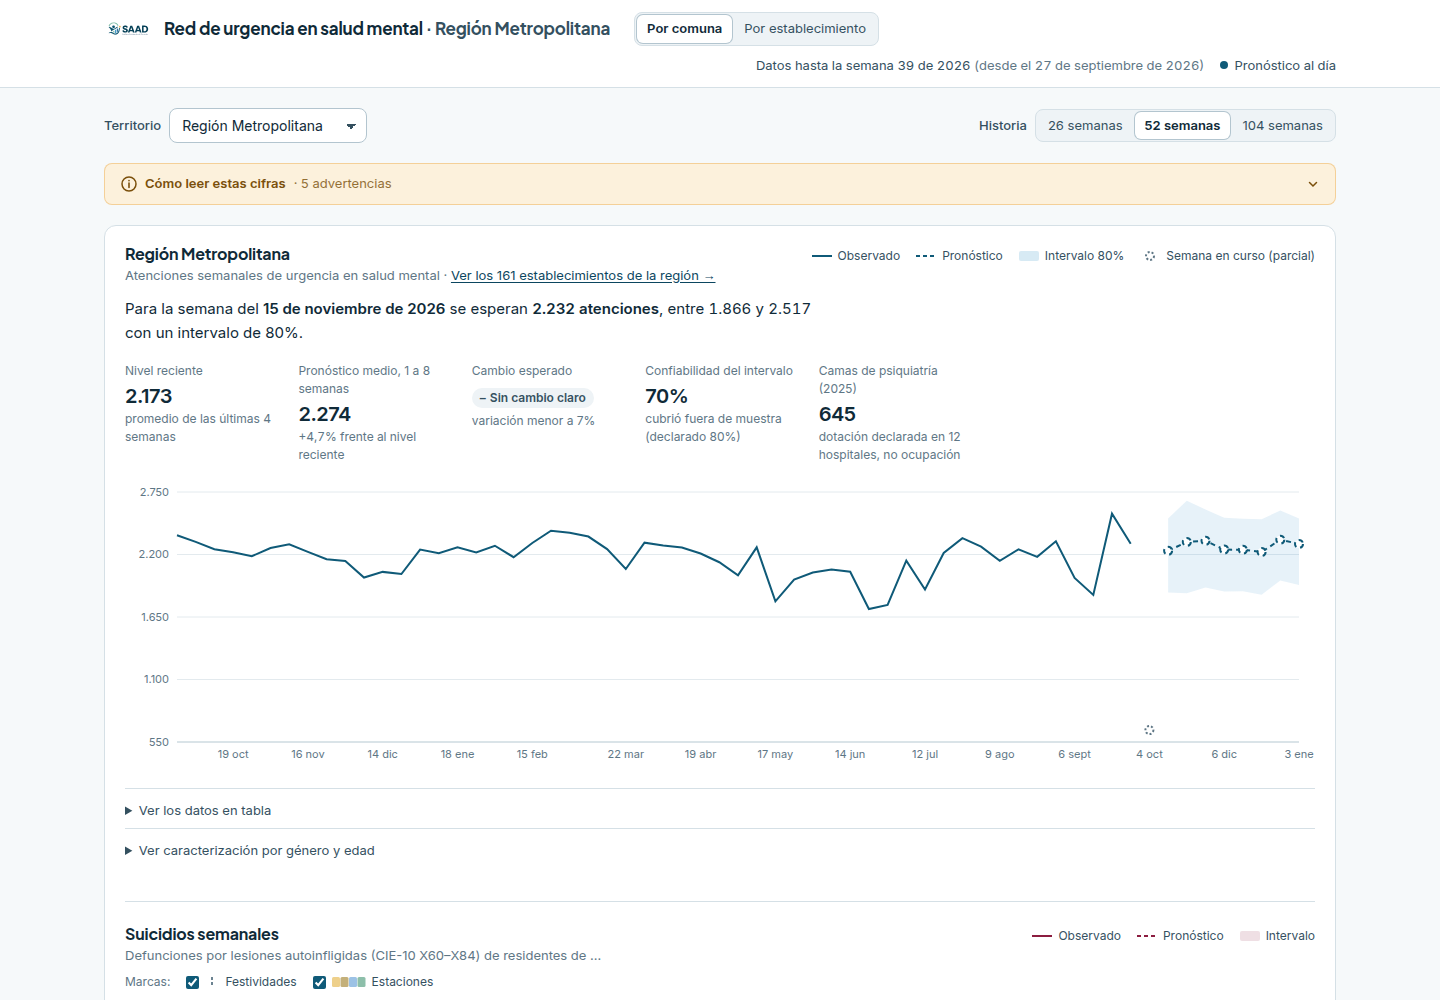 SAAD
Red de urgencia en salud mental · Región Metropolitana
Por comuna
Por establecimiento
Datos hasta la semana 39 de 2026 (desde el 27 de septiembre de 2026)
Pronóstico al día
Territorio
Región Metropolitana
Historia
26 semanas
52 semanas
104 semanas
Cómo leer estas cifras · 5 advertencias
Región Metropolitana
Observado
Pronóstico
Intervalo 80%
Semana en curso (parcial)
Atenciones semanales de urgencia en salud mental · Ver los 161 establecimientos de la región →
Para la semana del 15 de noviembre de 2026 se esperan 2.232 atenciones, entre 1.866 y 2.517
con un intervalo de 80%.
Nivel reciente
2.173
promedio de las últimas 4
semanas
Pronóstico medio, 1 a 8
semanas
2.274
+4,7% frente al nivel
reciente
Cambio esperado
– Sin cambio claro
variación menor a 7%
Confiabilidad del intervalo
70%
cubrió fuera de muestra
(declarado 80%)
Camas de psiquiatría
(2025)
645
dotación declarada en 12
hospitales, no ocupación
2.750
2.200
1.650
1.100
550
19 oct
16 nov
14 dic
18 ene
15 feb
22 mar
19 abr
17 may
14 jun
12 jul
9 ago
6 sept
4 oct
6 dic
3 ene
Ver los datos en tabla
Ver caracterización por género y edad
Suicidios semanales
Observado
Pronóstico
Intervalo
Defunciones por lesiones autoinfligidas (CIE-10 X60–X84) de residentes de ...
Marcas:
Festividades
Estaciones